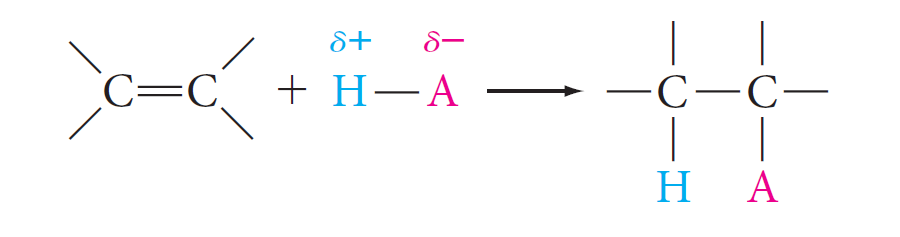 δ+ δ−
C=C + H—A → —C—C—
H A